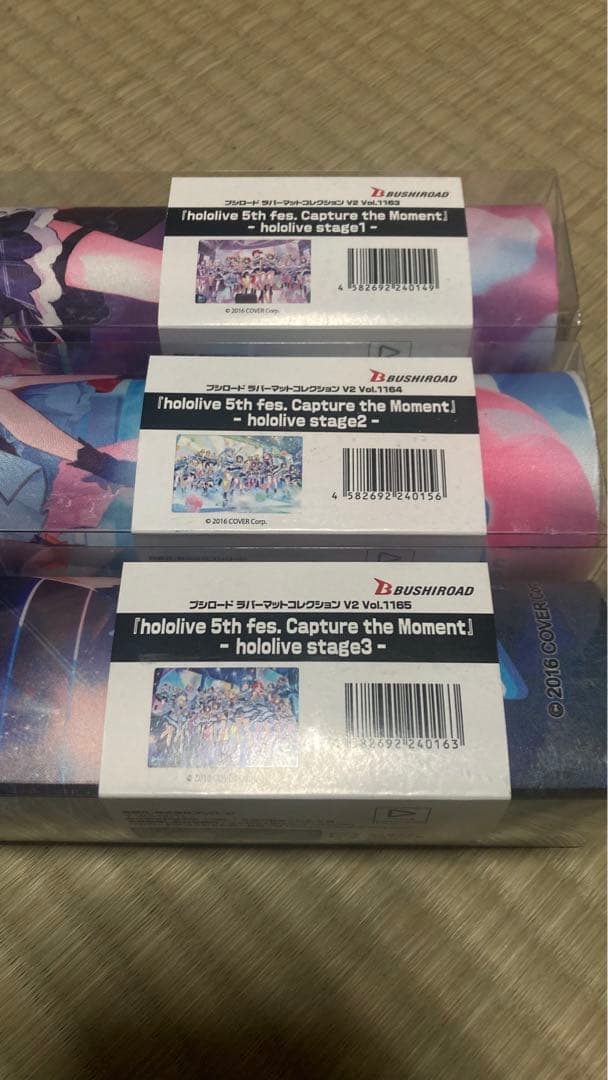 BUSHIROAD
ブシロード ラバーマットコレクション V2 Vol.1163
『hololive 5th fes. Capture the Moment』
- hololive stage1 -
4 582692 240149
© 2016 COVER Corp.
BUSHIROAD
ブシロード ラバーマットコレクション V2 Vol.1164
『hololive 5th fes. Capture the Moment』
- hololive stage2 -
4 582692 240156
© 2016 COVER Corp.
BUSHIROAD
ブシロード ラバーマットコレクション V2 Vol.1165
『hololive 5th fes. Capture the Moment』
- hololive stage3 -
4 582692 240163
© 2016 COVER Corp.
© 2016 COVER